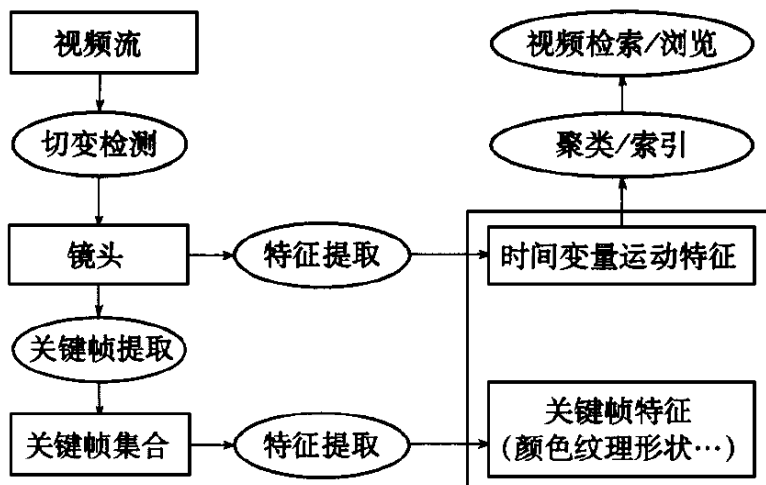 视频流
视频检索/浏览
切变检测
聚类/索引
镜头
特征提取
时间变量运动特征
关键帧提取
关键帧集合
特征提取
关键帧特征
(颜色纹理形状…)